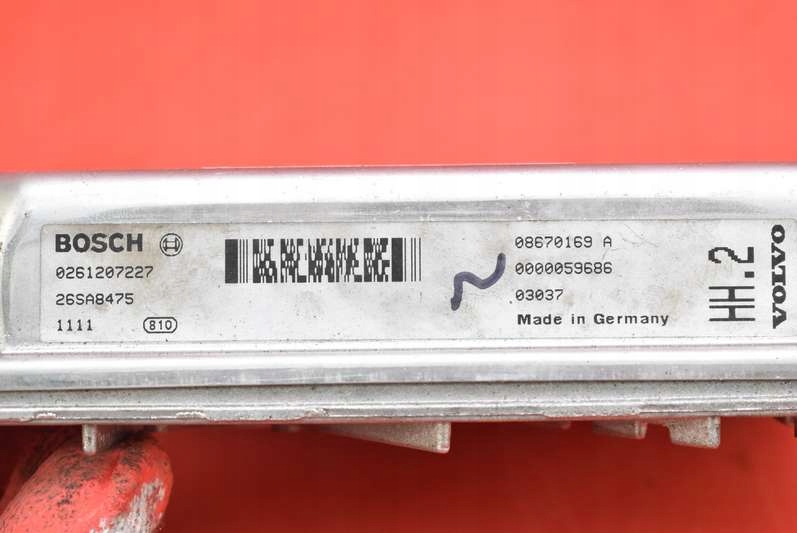 BOSCH
0261207227
26SA8475
1111 810
08670169 A
0000059686
03037
Made in Germany
HH.2
VOLVO